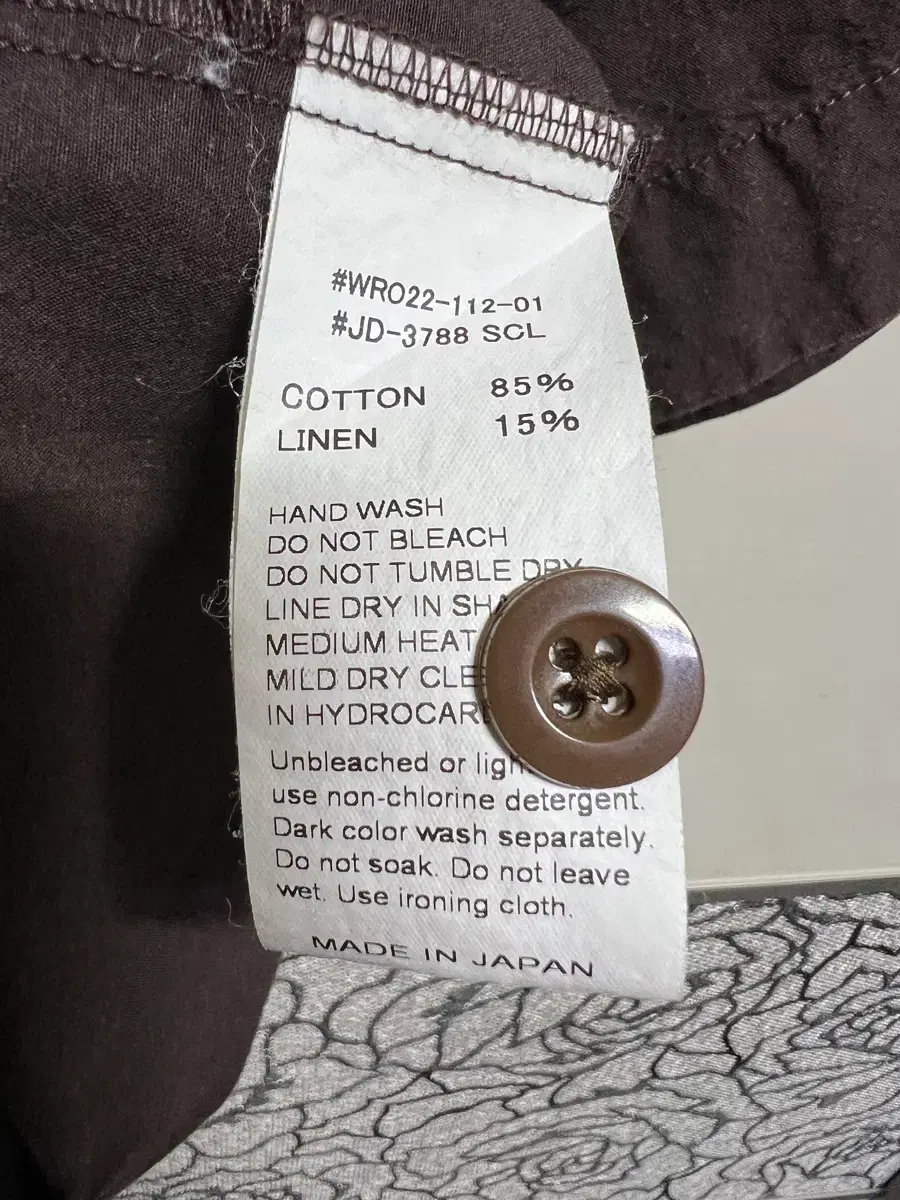 #WRO22-112-01
#JD-3788 SCL
COTTON 85%
LINEN 15%
HAND WASH
DO NOT BLEACH
DO NOT TUMBLE DRY
LINE DRY IN
MEDIUM HEAT
MILD DRY
IN
Unbleached or
use non-chlorine detergent.
Dark color wash separately.
Do not soak. Do not leave
wet. Use ironing cloth.
MADE IN JAPAN